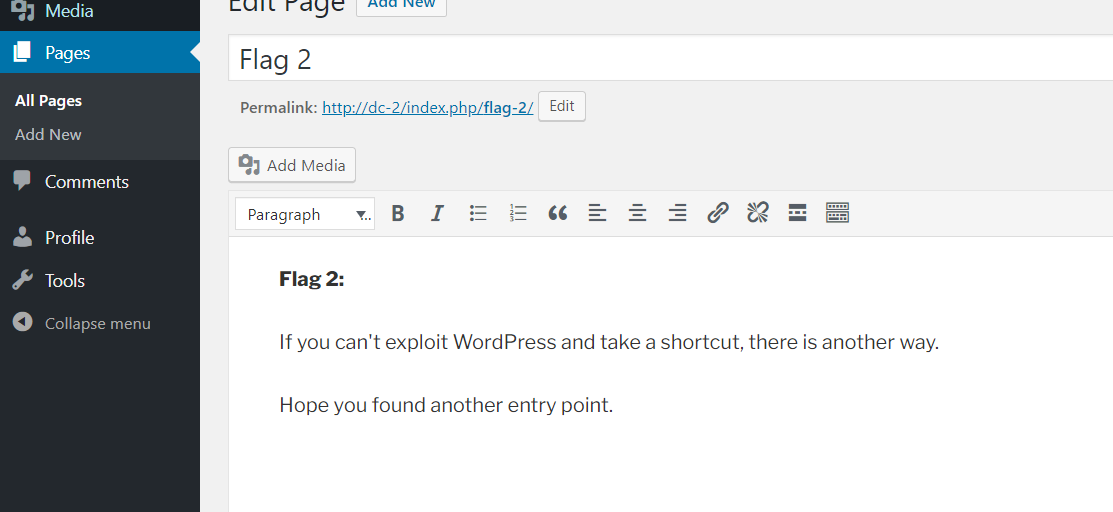 Media
Edit Page
Add New
Pages
Flag 2
All Pages
Permalink: http://dc-2/index.php/flag-2/ Edit
Add New
Add Media
Comments
Paragraph
Profile
Tools
Collapse menu
Flag 2:
If you can't exploit WordPress and take a shortcut, there is another way.
Hope you found another entry point.